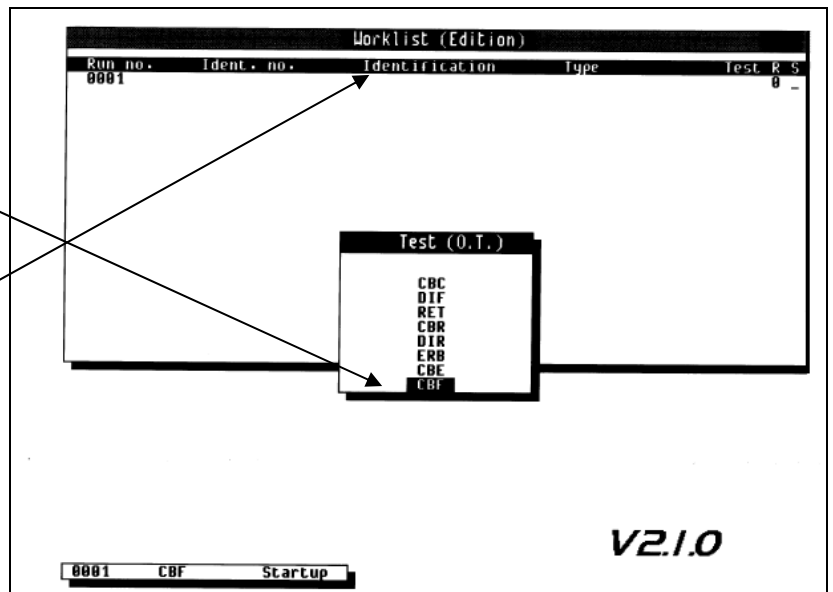 Worklist (Edition)
Run no. Ident. no. Identification Type Test R S
0001 0 _
Test (O.T.)
CBC
DIF
RET
CBR
DIR
ERB
CBE
CBF
V2.1.0
0001 CBF Startup